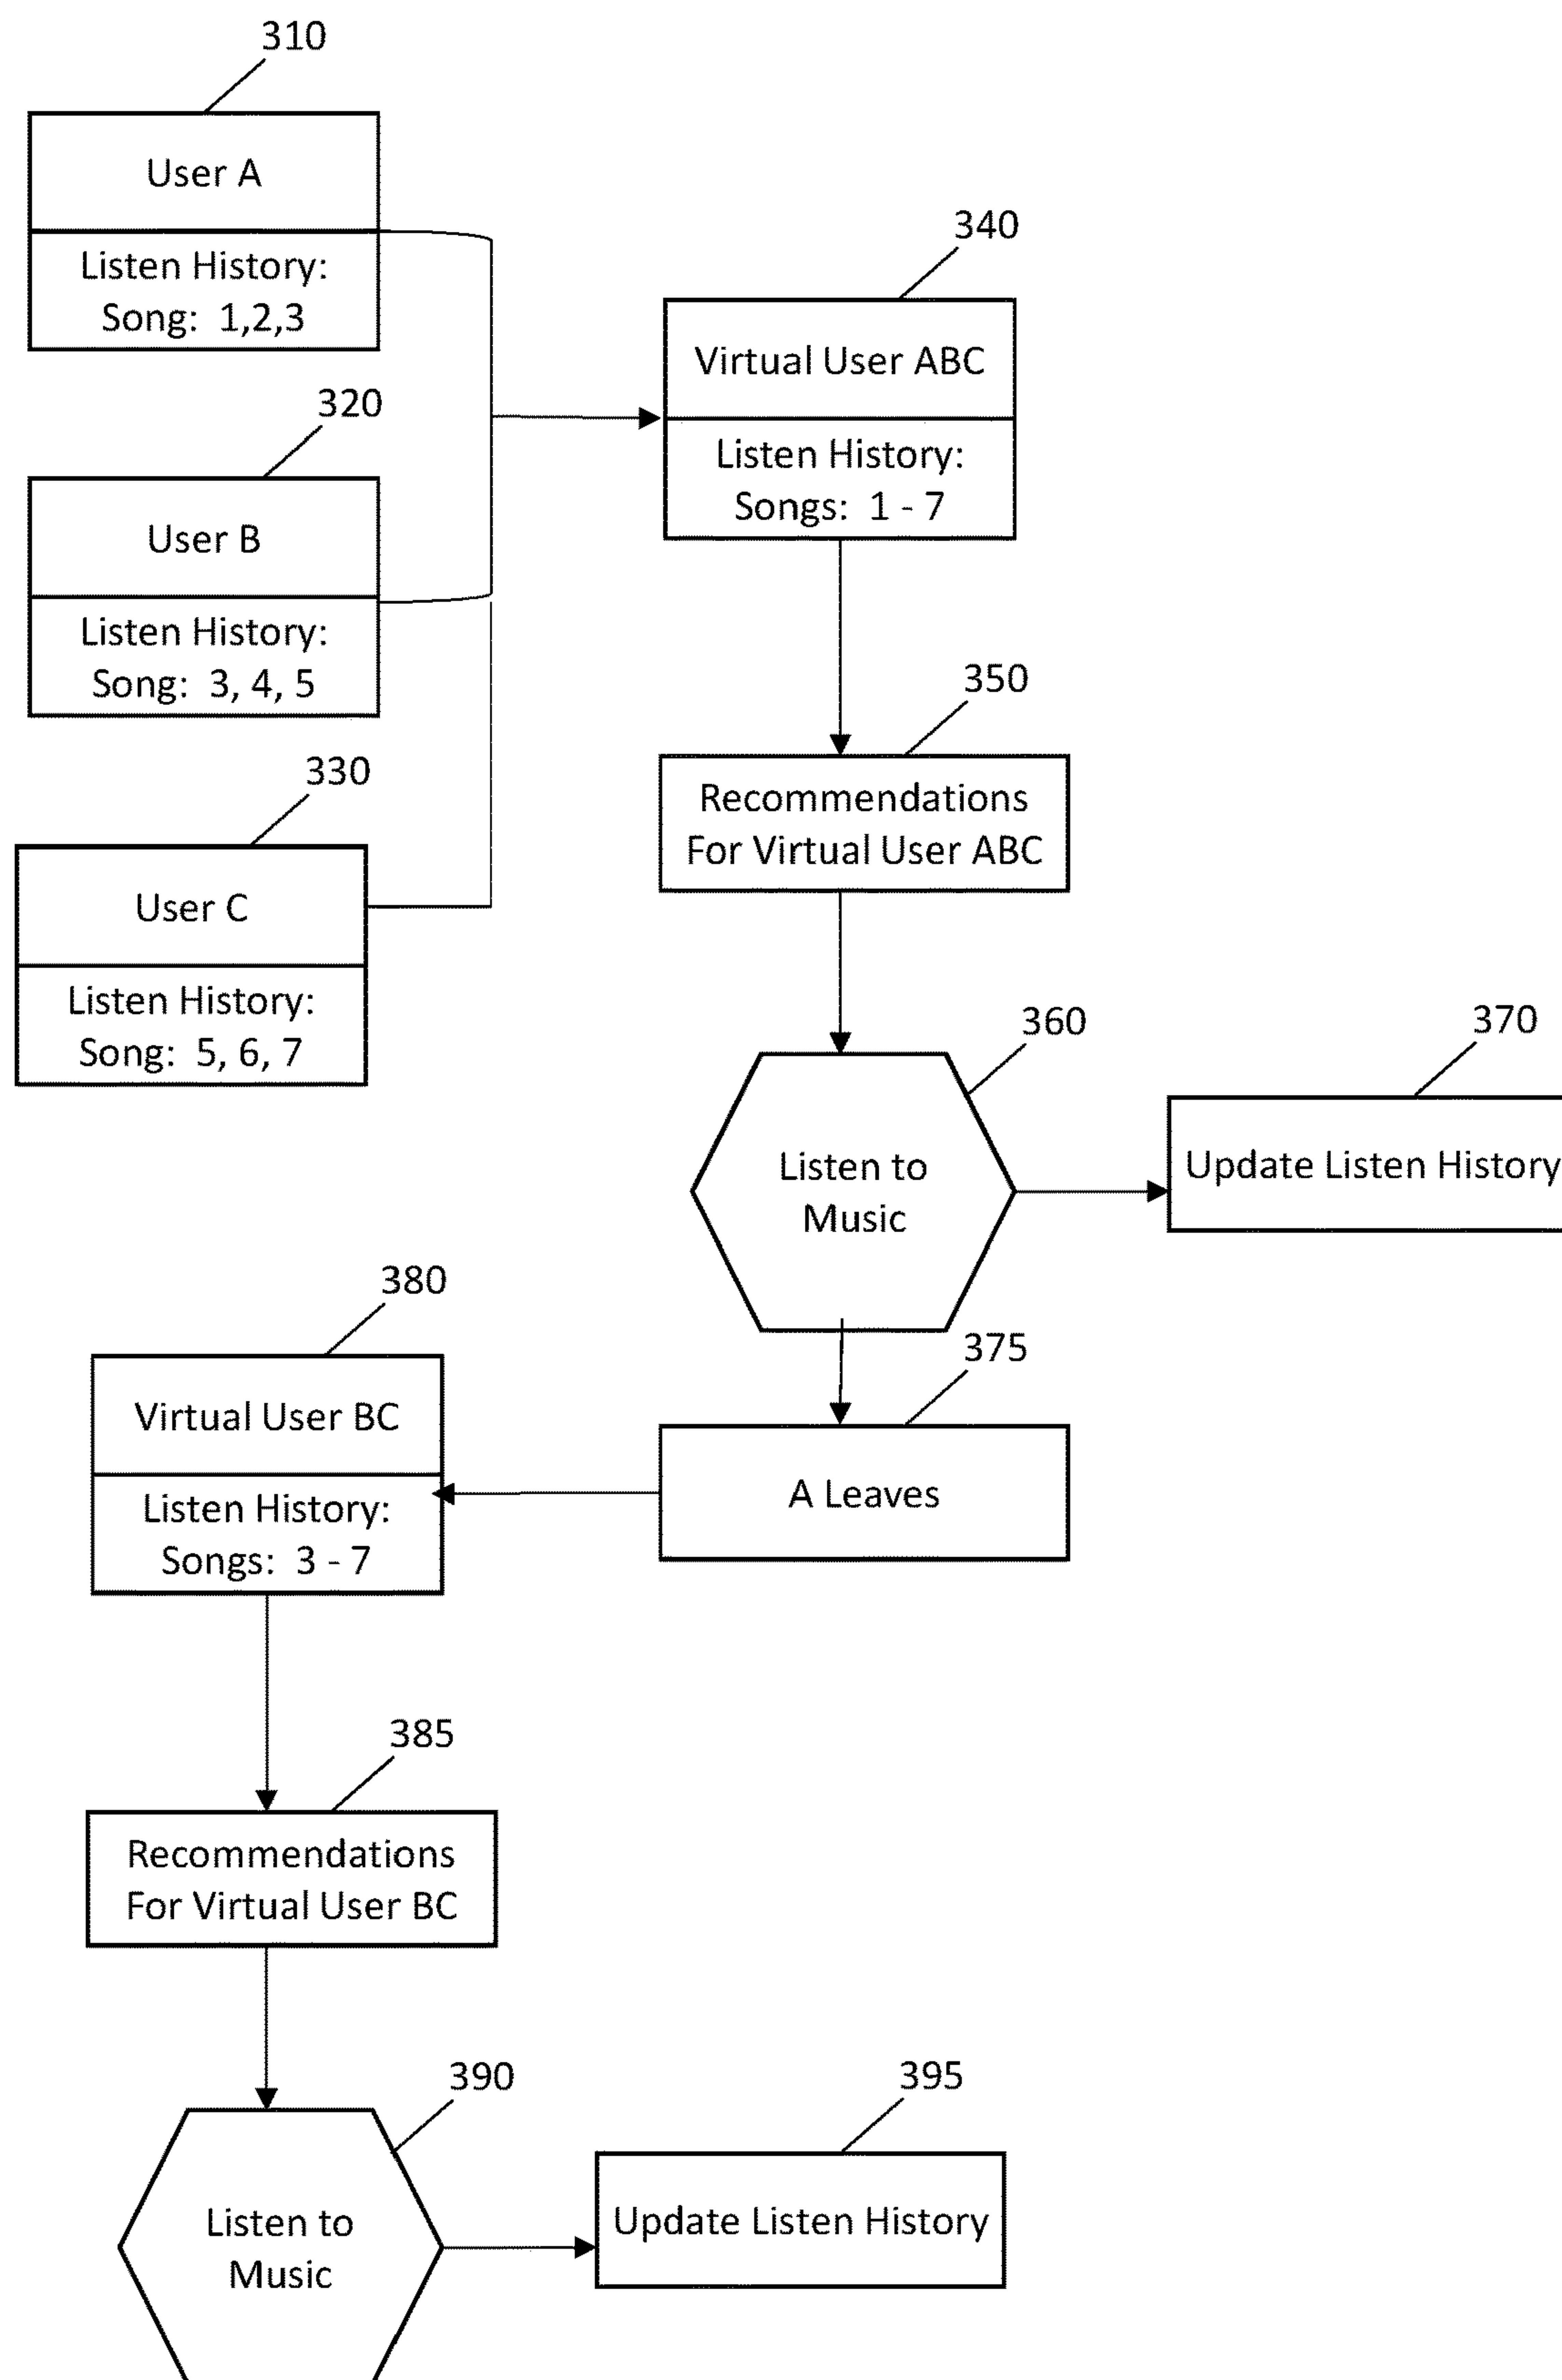 310
User A
Listen History:
Song: 1,2,3
320
User B
Listen History:
Song: 3, 4, 5
330
User C
Listen History:
Song: 5, 6, 7
340
Virtual User ABC
Listen History:
Songs: 1 - 7
350
Recommendations
For Virtual User ABC
360
Listen to
Music
370
Update Listen History
375
A Leaves
380
Virtual User BC
Listen History:
Songs: 3 - 7
385
Recommendations
For Virtual User BC
390
Listen to
Music
395
Update Listen History